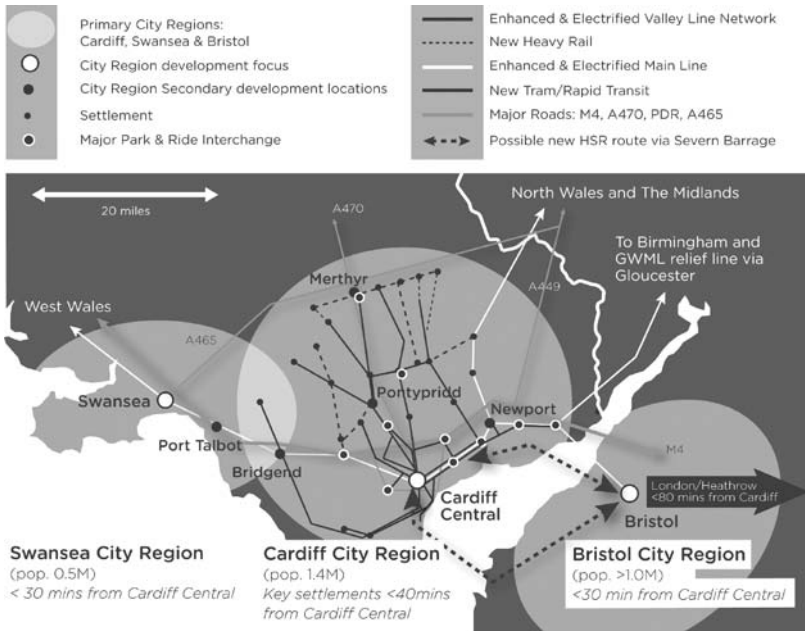 Primary City Regions:
Cardiff, Swansea & Bristol
City Region development focus
City Region Secondary development locations
Settlement
Major Park & Ride Interchange
Enhanced & Electrified Valley Line Network
New Heavy Rail
Enhanced & Electrified Main Line
New Tram/Rapid Transit
Major Roads: M4, A470, PDR, A465
Possible new HSR route via Severn Barrage
20 miles
A470
North Wales and The Midlands
To Birmingham and
GWML relief line via
Gloucester
Merthyr
A449
West Wales
A465
Swansea
Pontypridd
Newport
Port Talbot
M4
Bridgend
Cardiff
Central
London/Heathrow
<80 mins from Cardiff
Bristol
Swansea City Region
(pop. 0.5M)
< 30 mins from Cardiff Central
Cardiff City Region
(pop. 1.4M)
Key settlements <40mins
from Cardiff Central
Bristol City Region
(pop. >1.0M)
<30 min from Cardiff Central